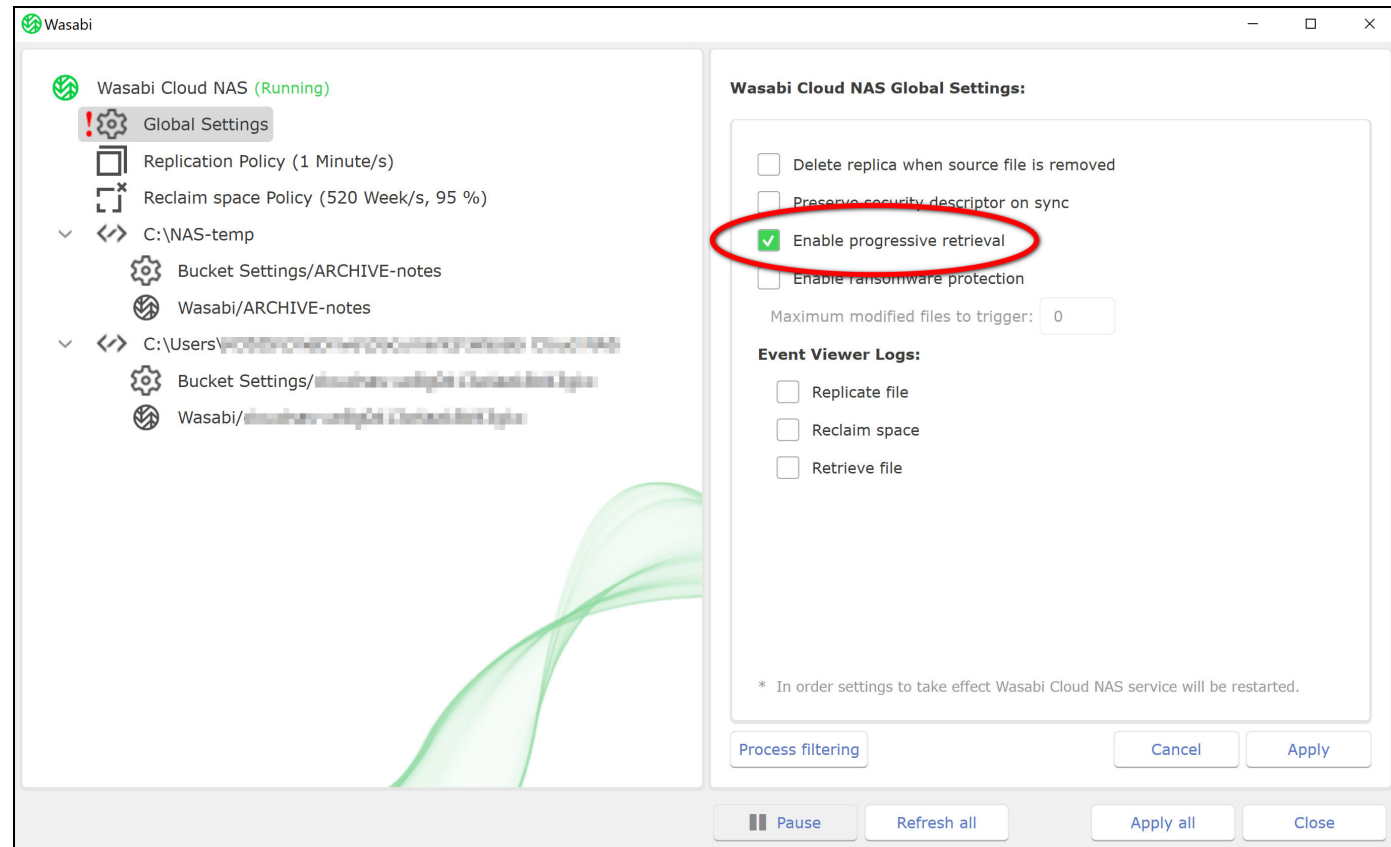 Wasabi
Wasabi Cloud NAS (Running)
! Global Settings
Replication Policy (1 Minute/s)
Reclaim space Policy (520 Week/s, 95 %)
C:\NAS-temp
Bucket Settings/ARCHIVE-notes
Wasabi/ARCHIVE-notes
C:\Users\
Bucket Settings/
Wasabi/
Wasabi Cloud NAS Global Settings:
Delete replica when source file is removed
Preserve security descriptor on sync
Enable progressive retrieval
Enable ransomware protection
Maximum modified files to trigger: 0
Event Viewer Logs:
Replicate file
Reclaim space
Retrieve file
* In order settings to take effect Wasabi Cloud NAS service will be restarted.
Process filtering Cancel Apply
Pause Refresh all Apply all Close